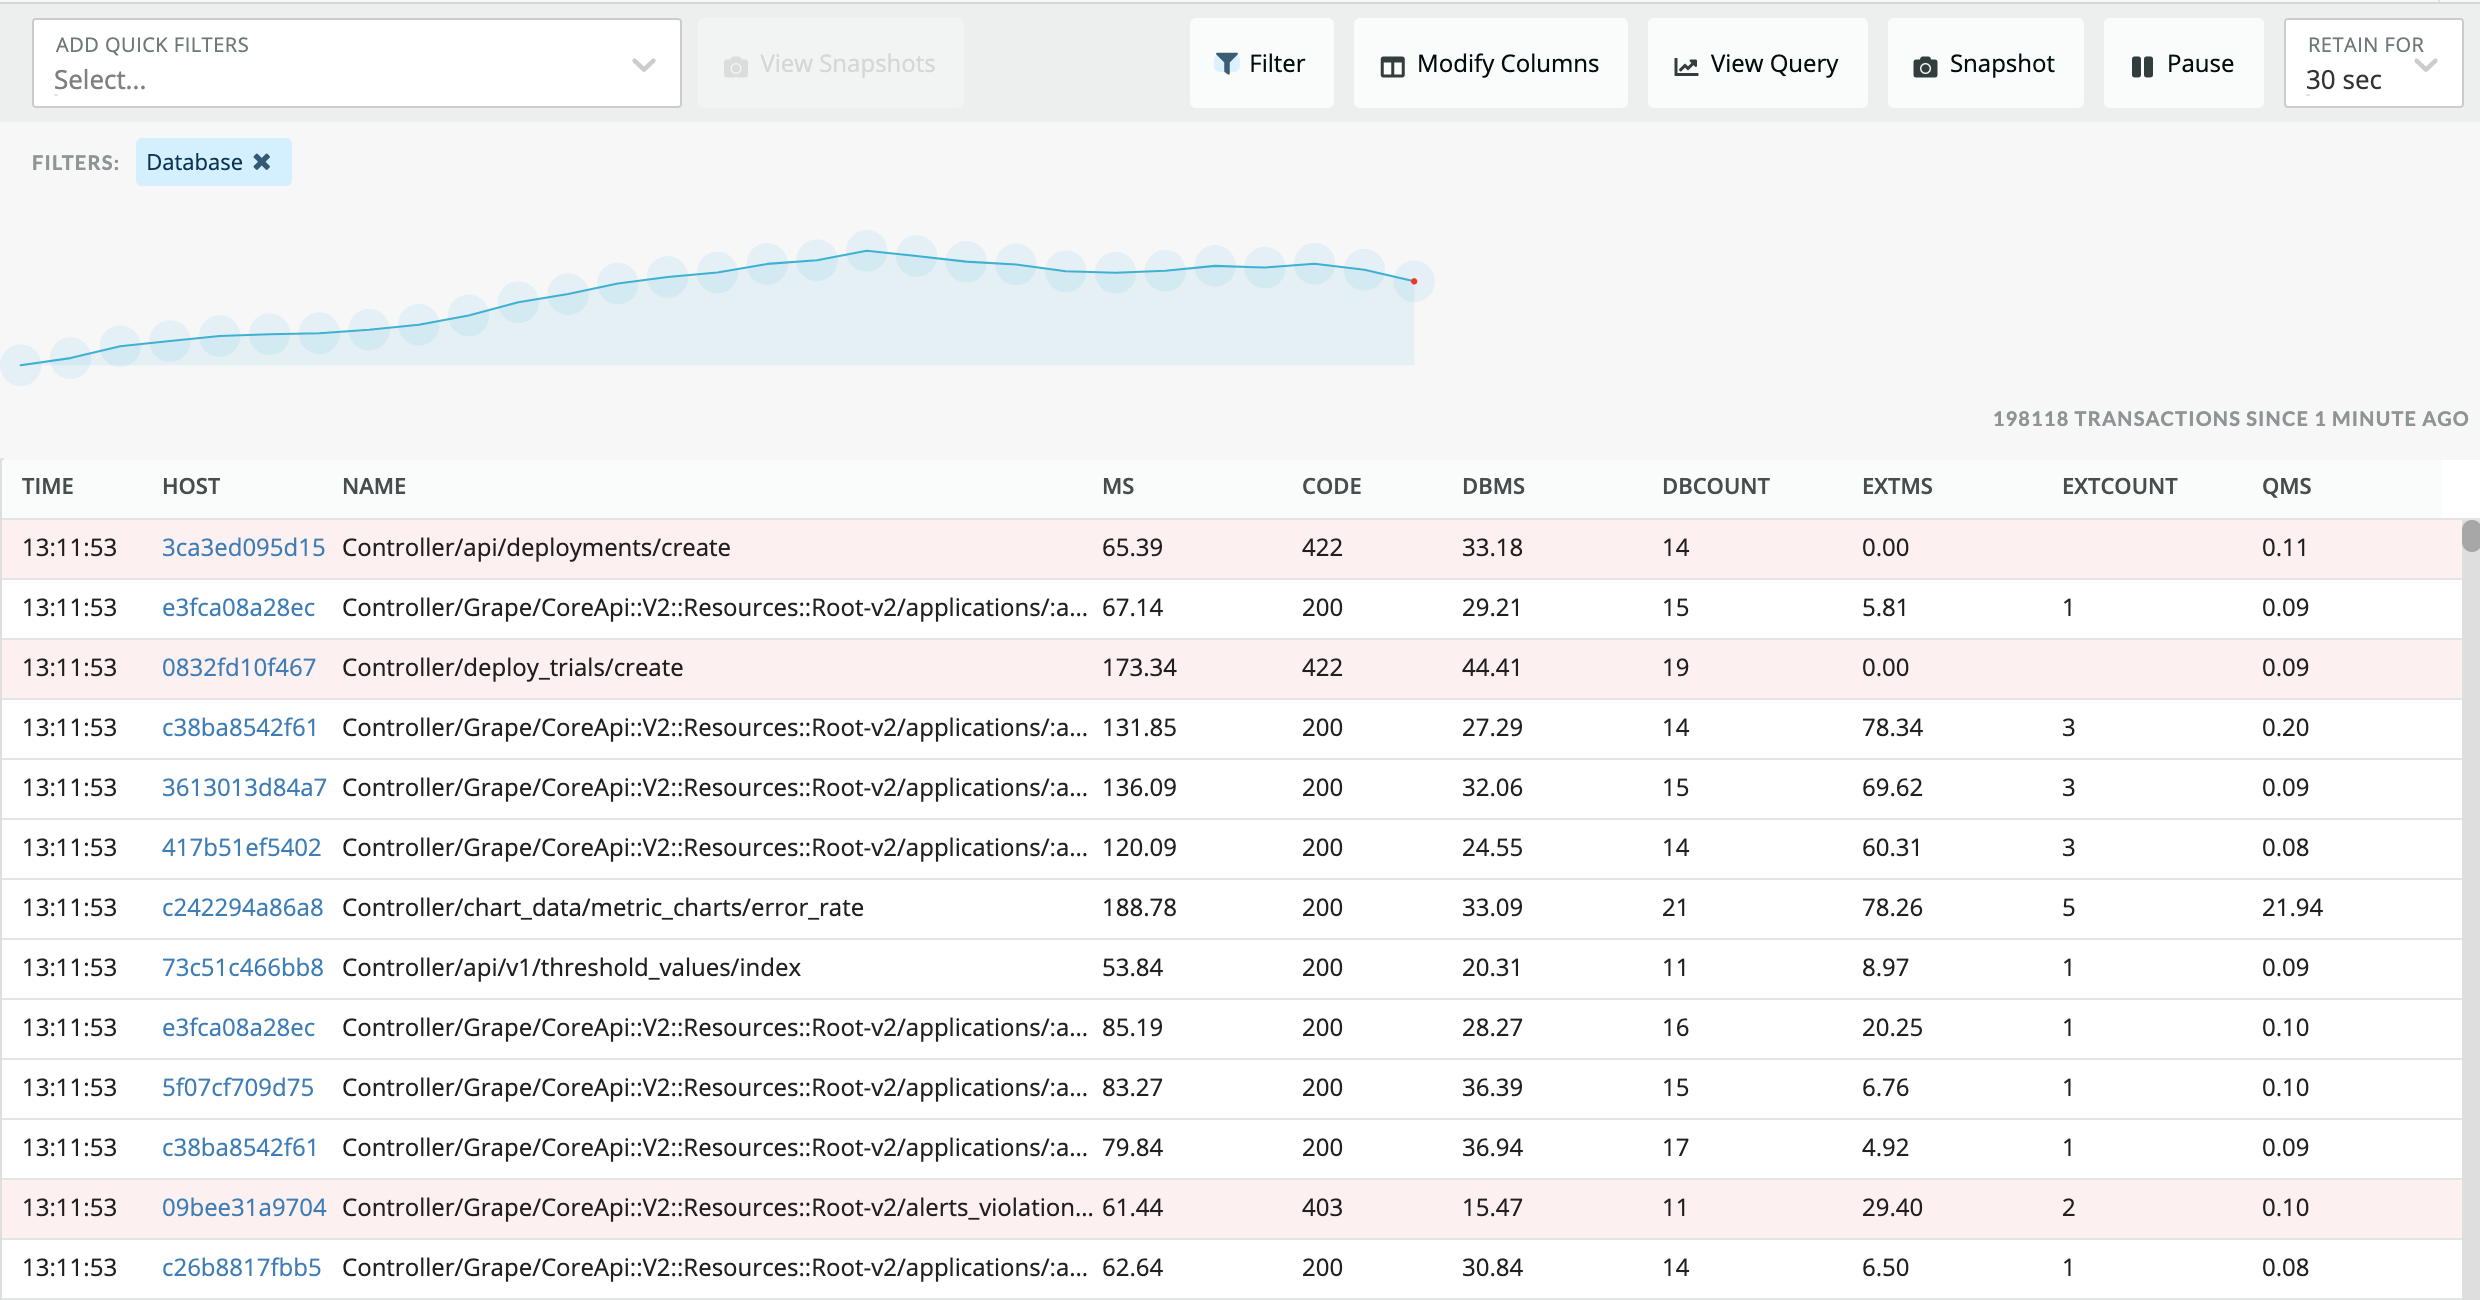 ADD QUICK FILTERS
Select...
View Snapshots
Filter
Modify Columns
View Query
Snapshot
Pause
RETAIN FOR
30 sec
FILTERS: Database ✖
198118 TRANSACTIONS SINCE 1 MINUTE AGO
TIME HOST NAME MS CODE DBMS DBCOUNT EXTMS EXTCOUNT QMS
13:11:53 3ca3ed095d15 Controller/api/deployments/create 65.39 422 33.18 14 0.00 0.11
13:11:53 e3fca08a28ec Controller/Grape/CoreApi::V2::Resources::Root-v2/applications/:a... 67.14 200 29.21 15 5.81 1 0.09
13:11:53 0832fd10f467 Controller/deploy_trials/create 173.34 422 44.41 19 0.00 0.09
13:11:53 c38ba8542f61 Controller/Grape/CoreApi::V2::Resources::Root-v2/applications/:a... 131.85 200 27.29 14 78.34 3 0.20
13:11:53 3613013d84a7 Controller/Grape/CoreApi::V2::Resources::Root-v2/applications/:a... 136.09 200 32.06 15 69.62 3 0.09
13:11:53 417b51ef5402 Controller/Grape/CoreApi::V2::Resources::Root-v2/applications/:a... 120.09 200 24.55 14 60.31 3 0.08
13:11:53 c242294a86a8 Controller/chart_data/metric_charts/error_rate 188.78 200 33.09 21 78.26 5 21.94
13:11:53 73c51c466bb8 Controller/api/v1/threshold_values/index 53.84 200 20.31 11 8.97 1 0.09
13:11:53 e3fca08a28ec Controller/Grape/CoreApi::V2::Resources::Root-v2/applications/:a... 85.19 200 28.27 16 20.25 1 0.10
13:11:53 5f07cf709d75 Controller/Grape/CoreApi::V2::Resources::Root-v2/applications/:a... 83.27 200 36.39 15 6.76 1 0.10
13:11:53 c38ba8542f61 Controller/Grape/CoreApi::V2::Resources::Root-v2/applications/:a... 79.84 200 36.94 17 4.92 1 0.09
13:11:53 09bee31a9704 Controller/Grape/CoreApi::V2::Resources::Root-v2/alerts_violation... 61.44 403 15.47 11 29.40 2 0.10
13:11:53 c26b8817fbb5 Controller/Grape/CoreApi::V2::Resources::Root-v2/applications/:a... 62.64 200 30.84 14 6.50 1 0.08